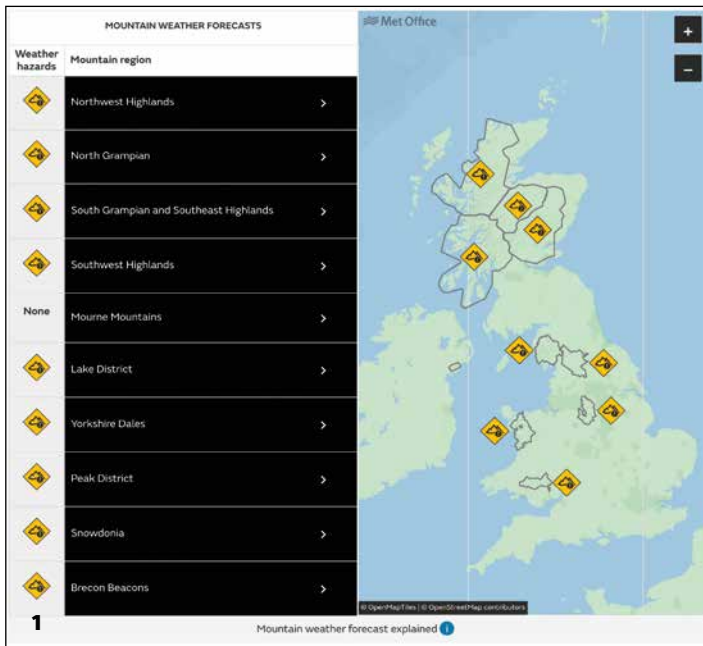 MOUNTAIN WEATHER FORECASTS
Weather
hazards
Mountain region
Northwest Highlands
North Grampian
South Grampian and Southeast Highlands
Southwest Highlands
None
Mourne Mountains
Lake District
Yorkshire Dales
Peak District
Snowdonia
Brecon Beacons
1
Mountain weather forecast explained i
Met Office
+
−
© OpenMapTiles | © OpenStreetMap contributors